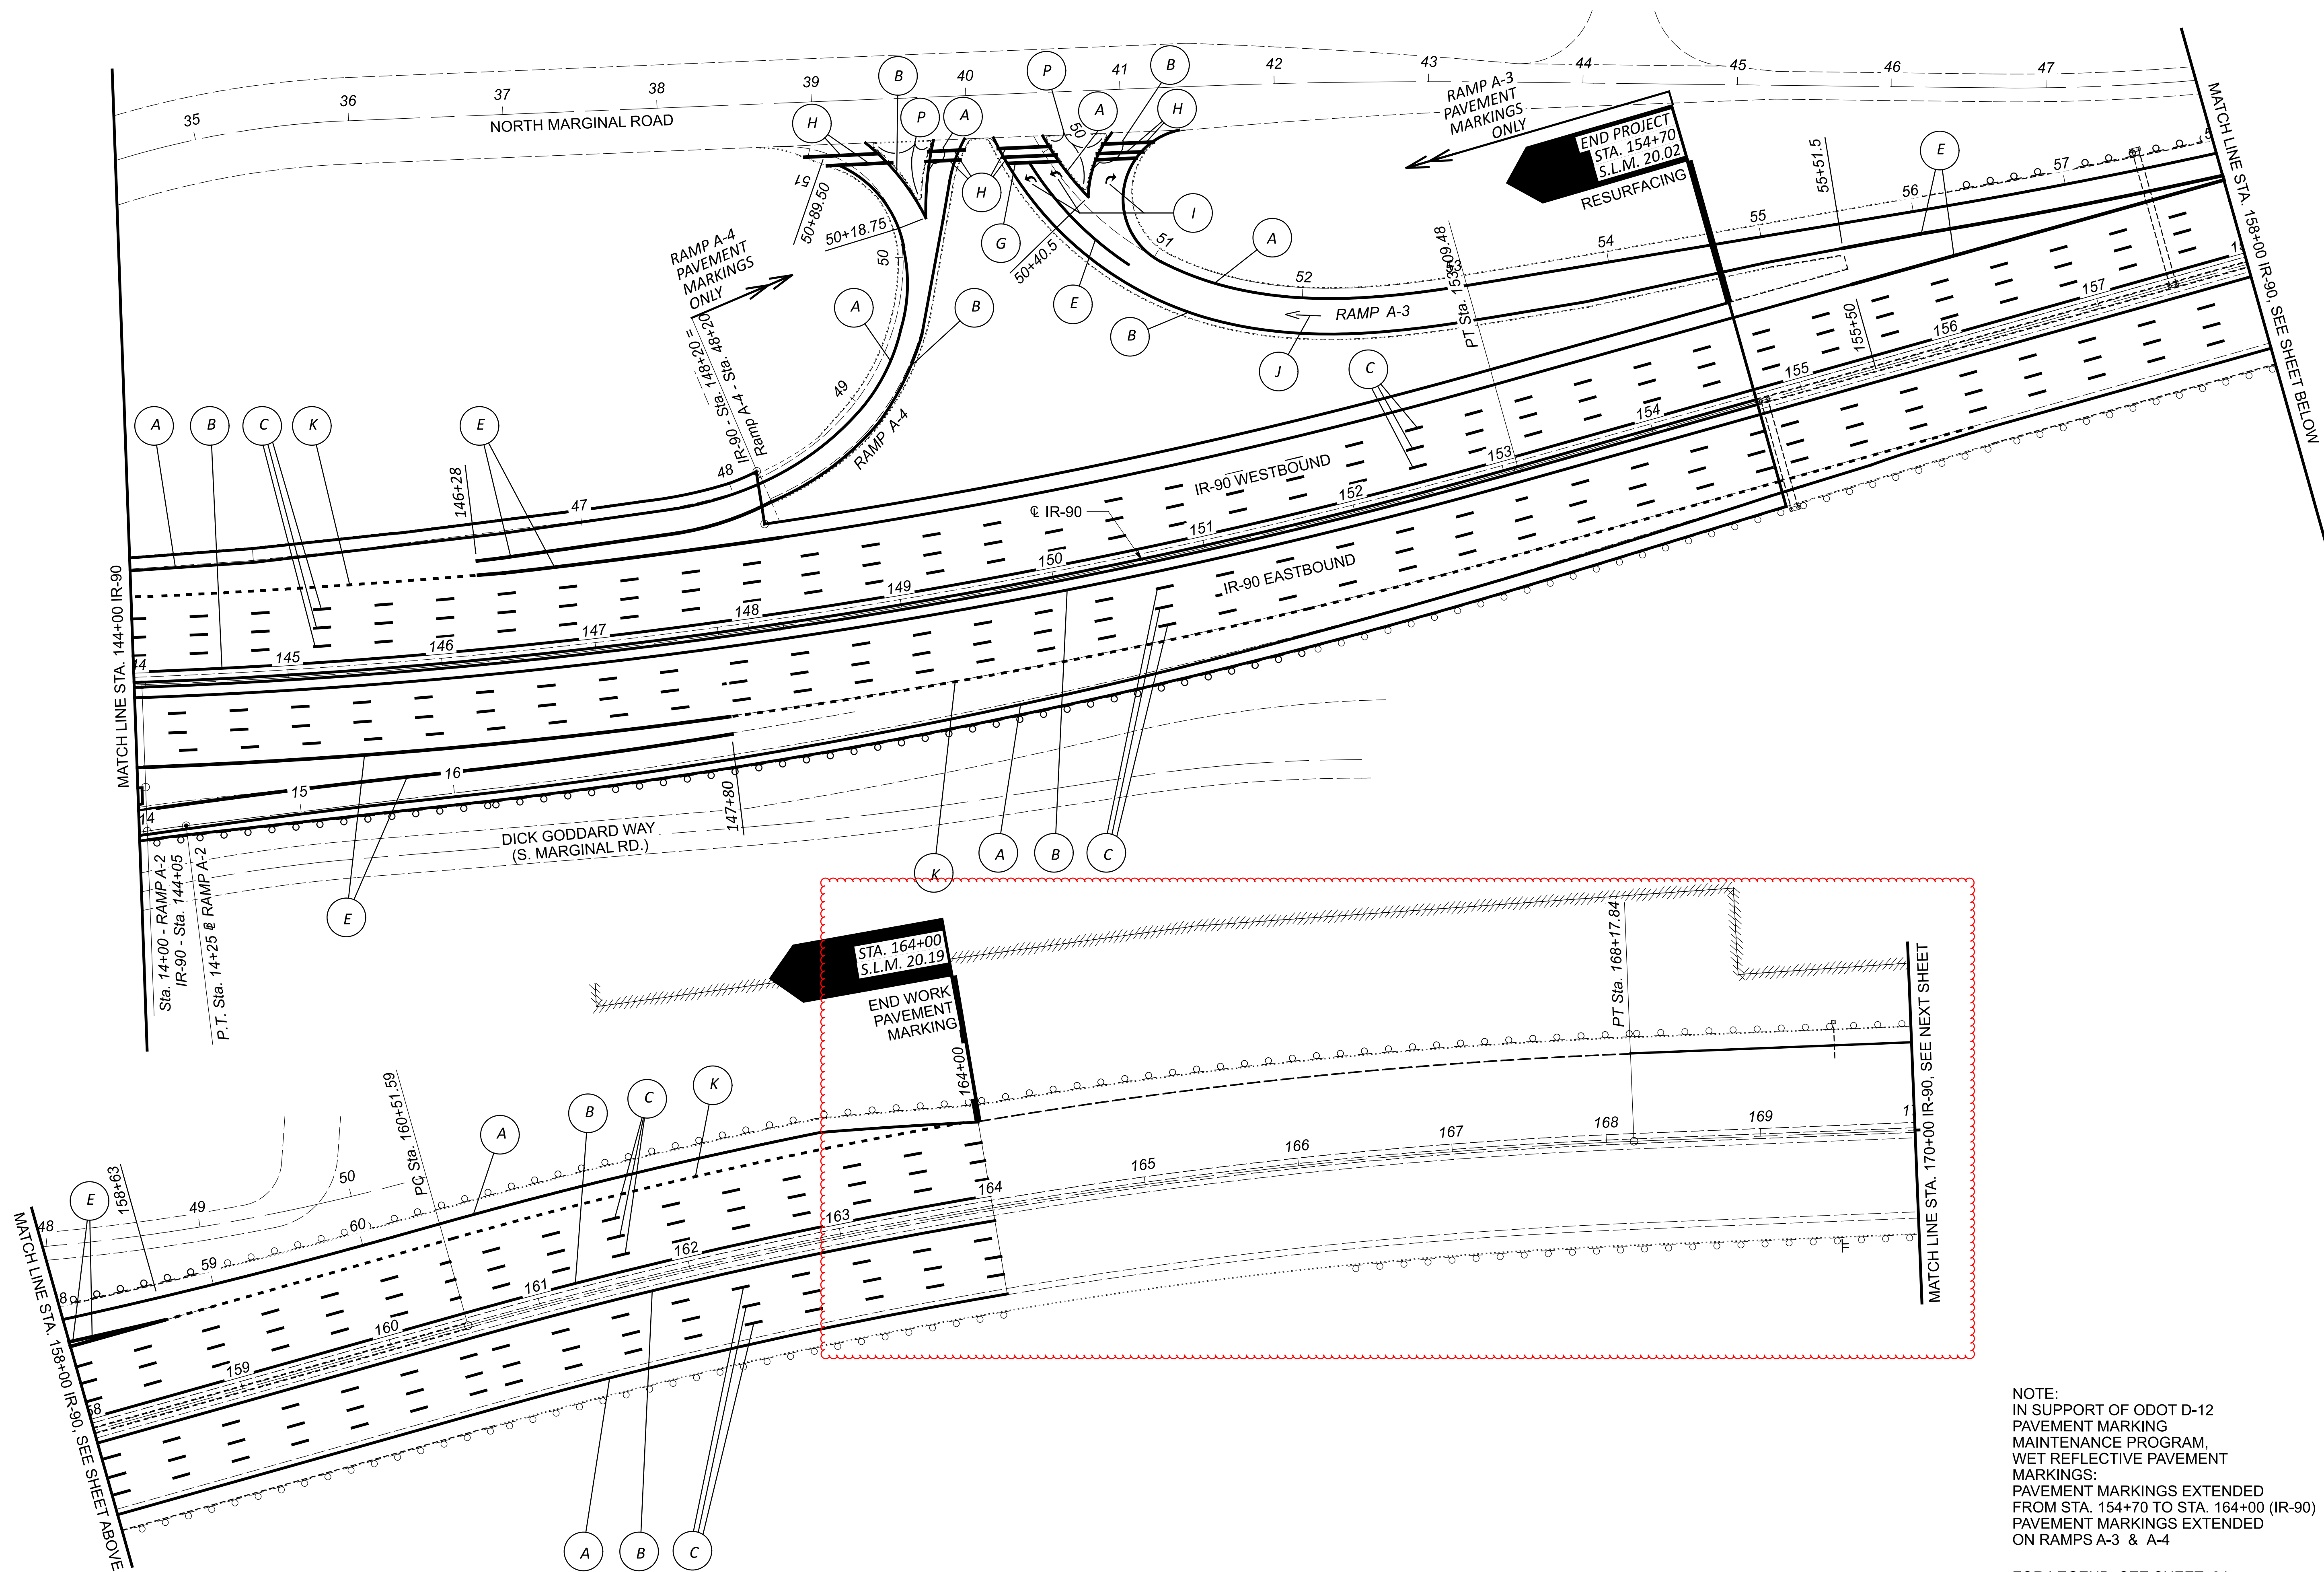 35
36
37
38
39
40
41
42
43
44
45
46
47
NORTH MARGINAL ROAD
H
B
P
A
P
A
B
H
H
G
I
51
50
50+89.50
50+18.75
50+40.5
50
49
48
47
51
52
53
54
55
56
57
RAMP A-3
PAVEMENT
MARKINGS
ONLY
END PROJECT
STA. 154+70
S.L.M. 20.02
RESURFACING
55+51.5
E
MATCH LINE STA. 158+00 IR-90, SEE SHEET BELOW
RAMP A-4
PAVEMENT
MARKINGS
ONLY
IR-90 - Sta. 148+20 =
Ramp A-4 - Sta. 48+20
A
B
RAMP A-4
E
B
A
J
RAMP A-3
PT Sta. 153+09.48
C
155+50
A
B
C
K
E
146+28
MATCH LINE STA. 144+00 IR-90
℄ IR-90
IR-90 WESTBOUND
IR-90 EASTBOUND
44
145
146
147
148
149
150
151
152
153
154
155
156
157
14
15
16
147+80
DICK GODDARD WAY
(S. MARGINAL RD.)
E
K
A
B
C
Sta. 14+00 - RAMP A-2
IR-90 - Sta. 144+05
P.T. Sta. 14+25 ℄ RAMP A-2
STA. 164+00
S.L.M. 20.19
END WORK
PAVEMENT
MARKING
164+00
PT Sta. 168+17.84
MATCH LINE STA. 170+00 IR-90, SEE NEXT SHEET
MATCH LINE STA. 158+00 IR-90, SEE SHEET ABOVE
E
158+63
PC Sta. 160+51.59
A
B
C
K
48
49
50
8
59
60
58
159
160
161
162
163
164
165
166
167
168
169
A
B
C
NOTE:
IN SUPPORT OF ODOT D-12
PAVEMENT MARKING
MAINTENANCE PROGRAM,
WET REFLECTIVE PAVEMENT
MARKINGS:
PAVEMENT MARKINGS EXTENDED
FROM STA. 154+70 TO STA. 164+00 (IR-90)
PAVEMENT MARKINGS EXTENDED
ON RAMPS A-3 & A-4